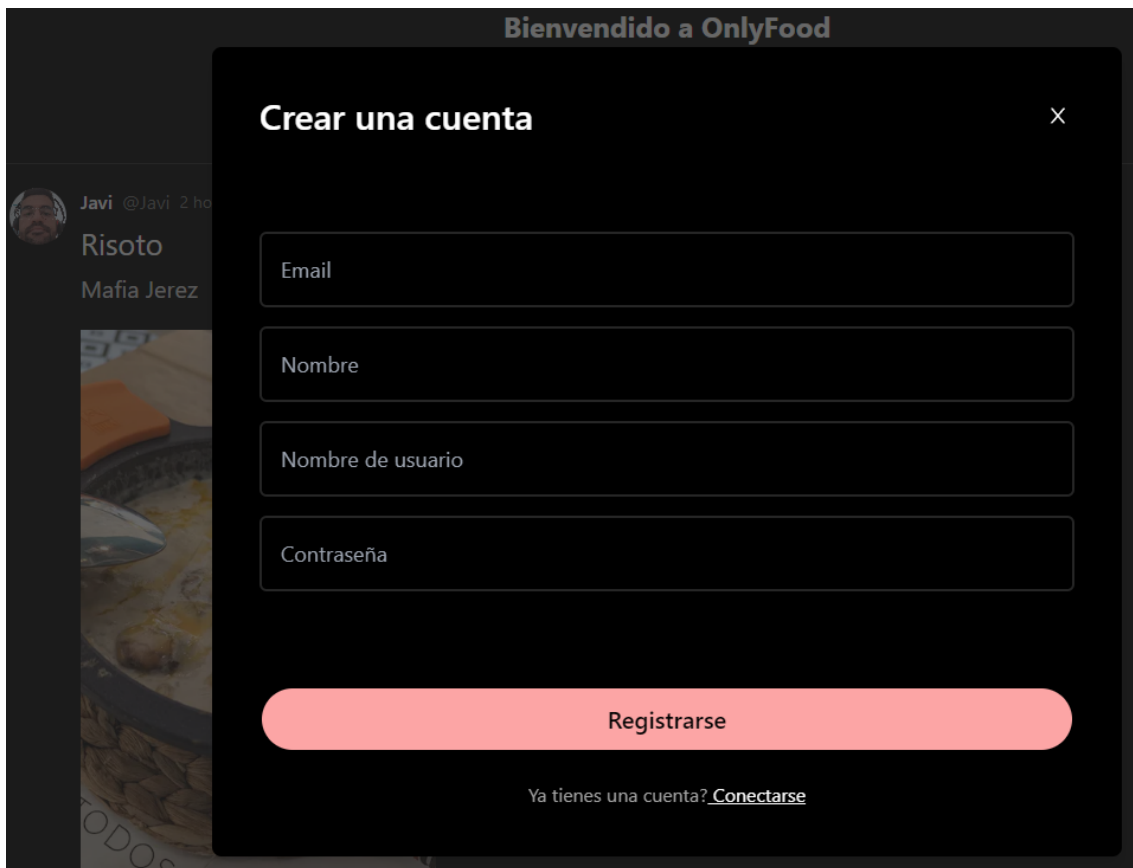 Bienvendido a OnlyFood
Crear una cuenta
X
Javi @Javi 2 ho
Risoto
Mafia Jerez
Email
Nombre
Nombre de usuario
Contraseña
Registrarse
Ya tienes una cuenta? Conectarse
TODOS